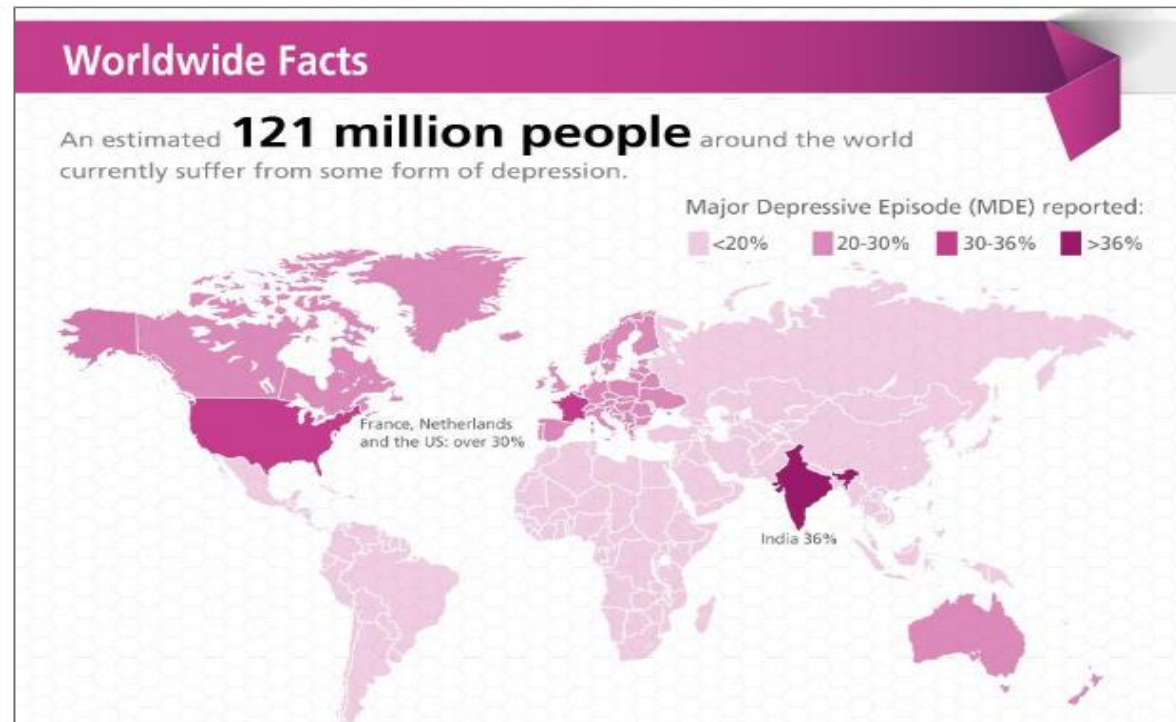 Worldwide Facts
An estimated 121 million people around the world
currently suffer from some form of depression.
Major Depressive Episode (MDE) reported:
<20% 20-30% 30-36% >36%
France, Netherlands
and the US: over 30%
India 36%